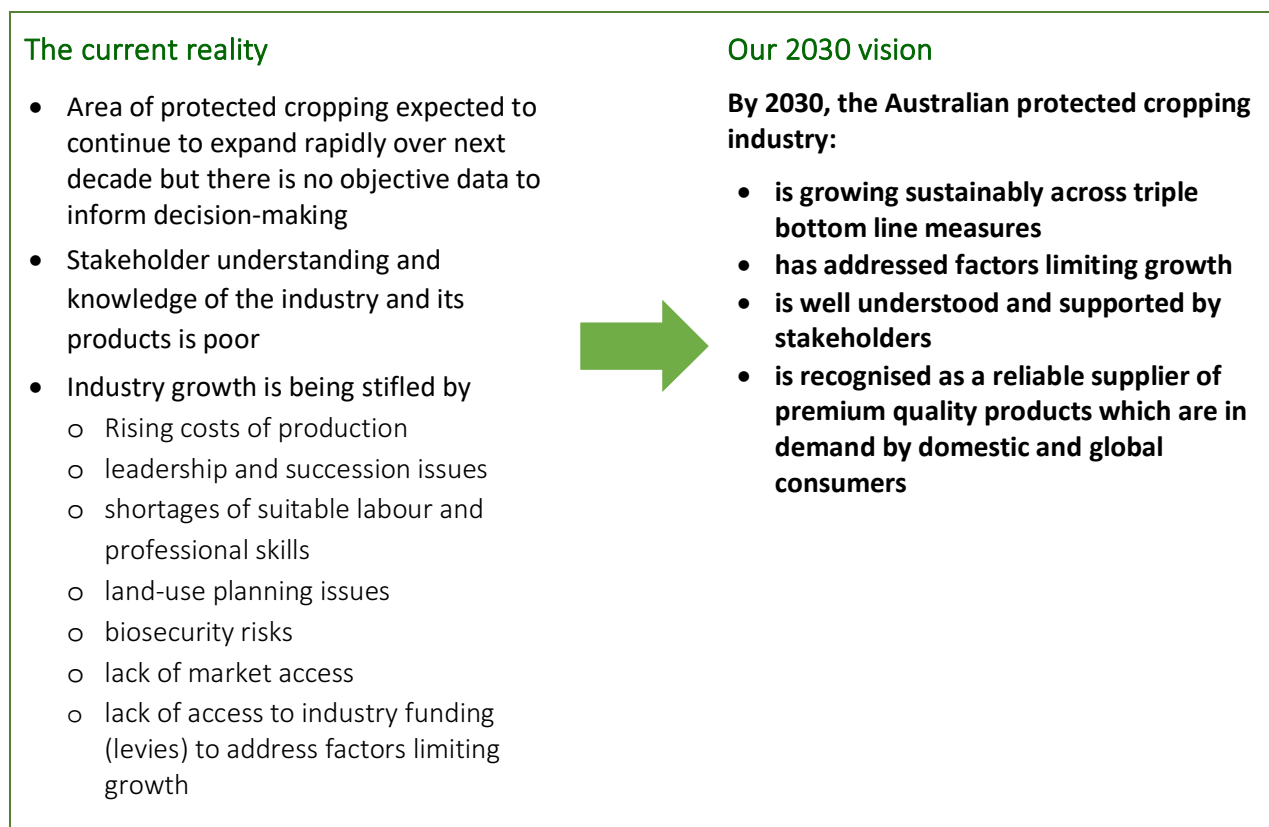 The current reality
• Area of protected cropping expected to
continue to expand rapidly over next
decade but there is no objective data to
inform decision-making
• Stakeholder understanding and
knowledge of the industry and its
products is poor
• Industry growth is being stifled by
o Rising costs of production
o leadership and succession issues
o shortages of suitable labour and
professional skills
o land-use planning issues
o biosecurity risks
o lack of market access
o lack of access to industry funding
(levies) to address factors limiting
growth
Our 2030 vision
By 2030, the Australian protected cropping
industry:
• is growing sustainably across triple
bottom line measures
• has addressed factors limiting growth
• is well understood and supported by
stakeholders
• is recognised as a reliable supplier of
premium quality products which are in
demand by domestic and global
consumers